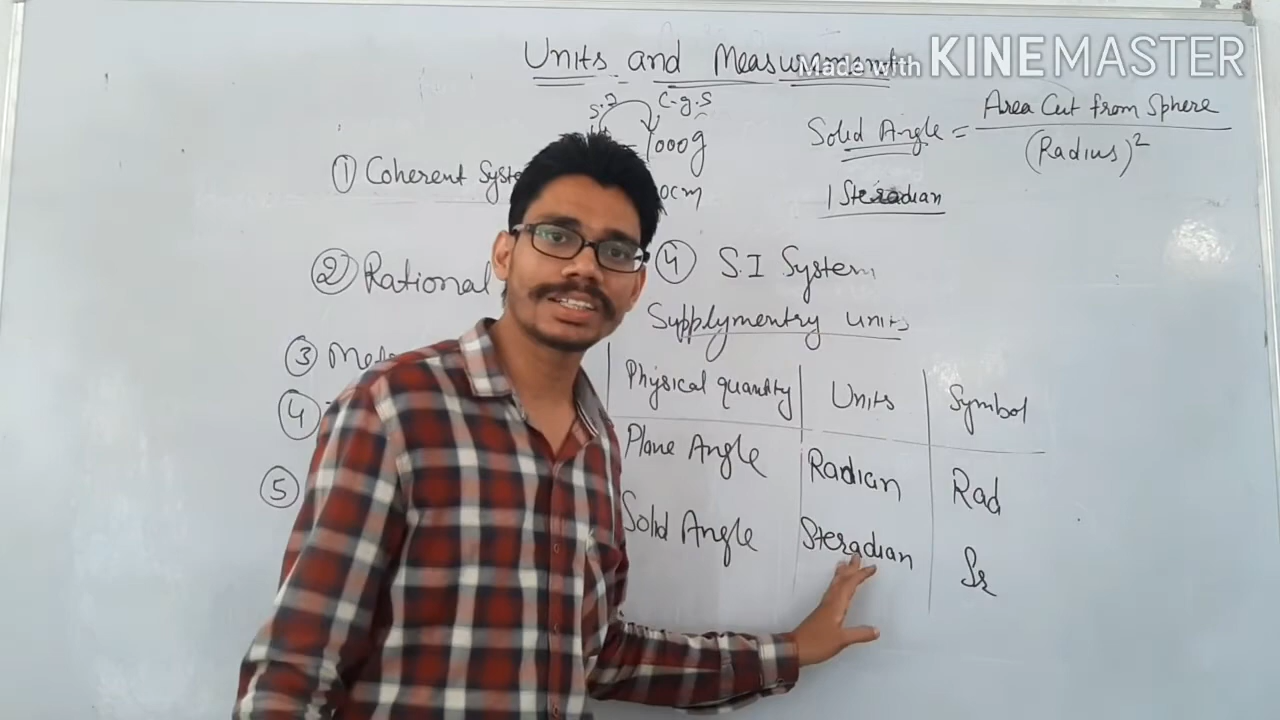 Units and Measurement
Made with KINEMASTER
S.I C-g.S
1000g
0cm
① Coherent Syste
② Rational
③ Me
④
⑤
Solid Angle = Area Cut from Sphere
(Radius)²
1 Steradian
④ S.I System
Supplymentry units
Physical quantity Units Symbol
Plane Angle Radian Rad
Solid Angle Steradian Sr